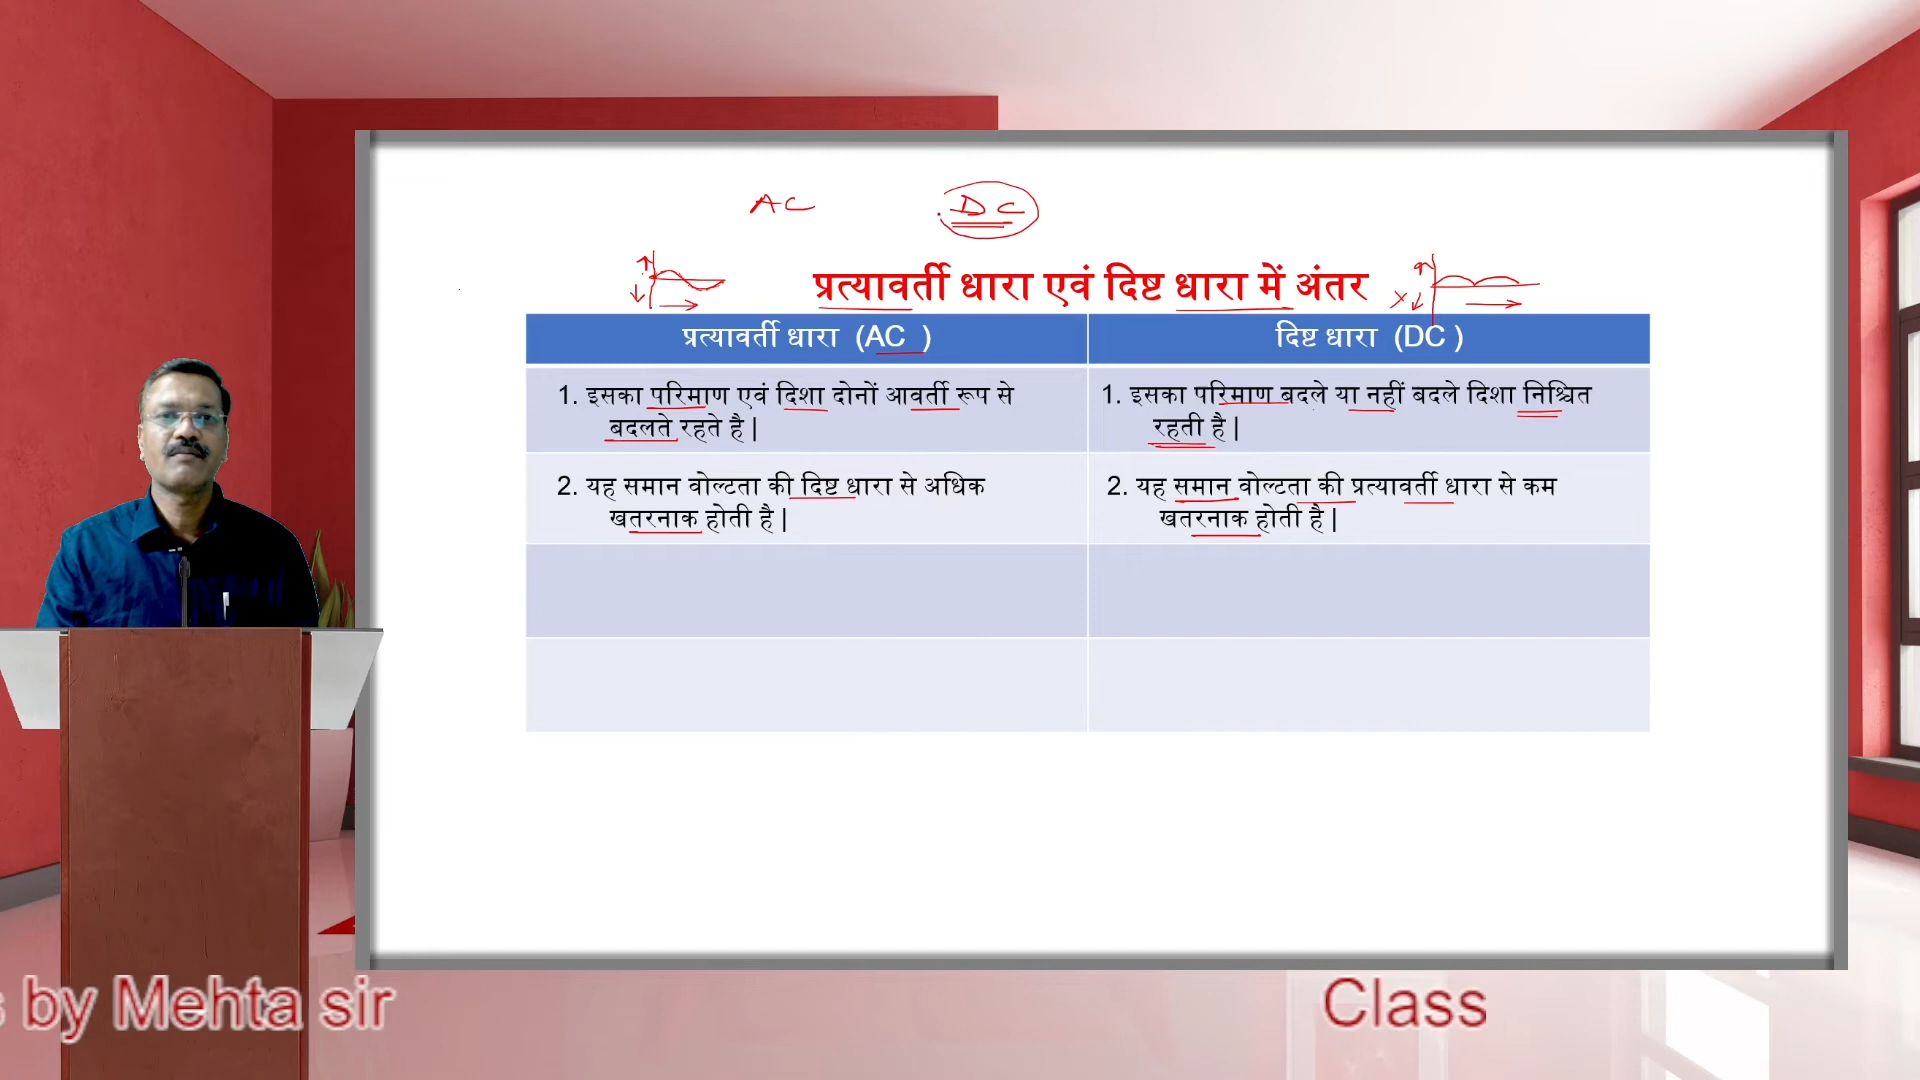 AC DC
प्रत्यावर्ती धारा एवं दिष्ट धारा में अंतर
प्रत्यावर्ती धारा (AC )
दिष्ट धारा (DC )
1. इसका परिमाण एवं दिशा दोनों आवर्ती रूप से
बदलते रहते है |
1. इसका परिमाण बदले या नहीं बदले दिशा निश्चित
रहती है |
2. यह समान वोल्टता की दिष्ट धारा से अधिक
खतरनाक होती है |
2. यह समान वोल्टता की प्रत्यावर्ती धारा से कम
खतरनाक होती है |
s by Mehta sir Class